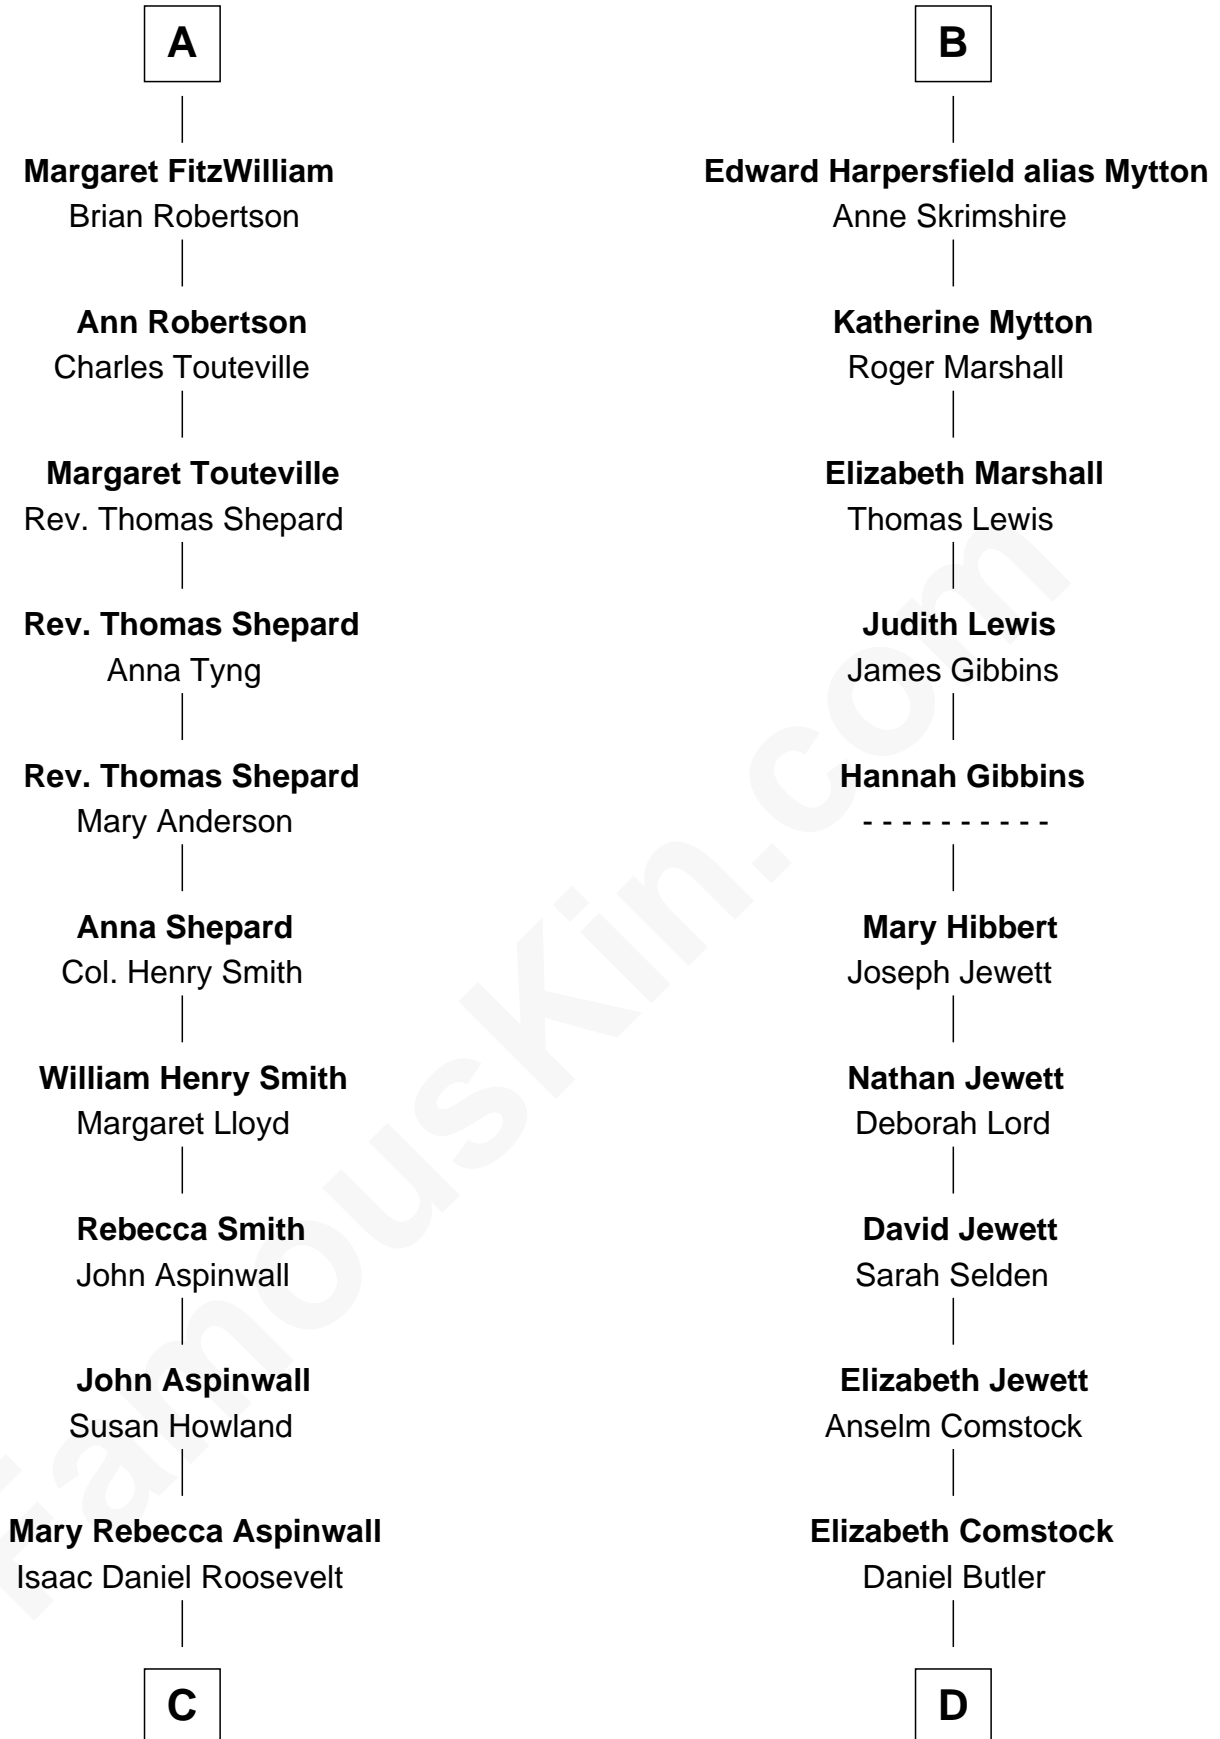 A
Margaret FitzWilliam
Brian Robertson
Ann Robertson
Charles Touteville
Margaret Touteville
Rev. Thomas Shepard
Rev. Thomas Shepard
Anna Tyng
Rev. Thomas Shepard
Mary Anderson
Anna Shepard
Col. Henry Smith
William Henry Smith
Margaret Lloyd
Rebecca Smith
John Aspinwall
John Aspinwall
Susan Howland
Mary Rebecca Aspinwall
Isaac Daniel Roosevelt
C
B
Edward Harpersfield alias Mytton
Anne Skrimshire
Katherine Mytton
Roger Marshall
Elizabeth Marshall
Thomas Lewis
Judith Lewis
James Gibbins
Hannah Gibbins
- - - - - - - - - -
Mary Hibbert
Joseph Jewett
Nathan Jewett
Deborah Lord
David Jewett
Sarah Selden
Elizabeth Jewett
Anselm Comstock
Elizabeth Comstock
Daniel Butler
D
FamousKin.com